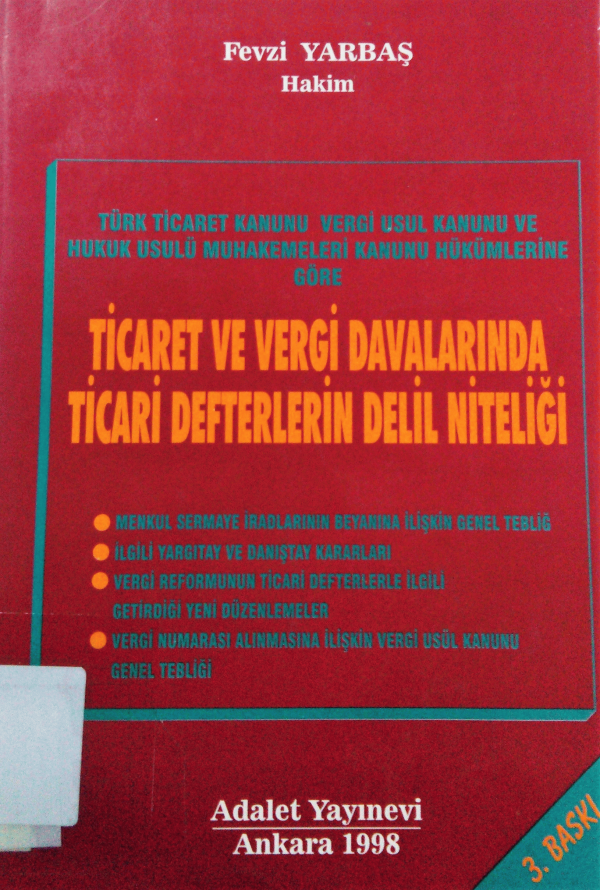 Fevzi YARBAŞ
Hakim
TÜRK TİCARET KANUNU VERGİ USUL KANUNU VE
HUKUK USULÜ MUHAKEMELERİ KANUNU HÜKÜMLERİNE
GÖRE
TİCARET VE VERGİ DAVALARINDA
TİCARİ DEFTERLERİN DELİL NİTELİĞİ
● MENKUL SERMAYE İRADLARININ BEYANINA İLİŞKİN GENEL TEBLİĞ
● İLGİLİ YARGITAY VE DANIŞTAY KARARLARI
● VERGİ REFORMUNUN TİCARİ DEFTERLERLE İLGİLİ
GETİRDİĞİ YENİ DÜZENLEMELER
● VERGİ NUMARASI ALINMASINA İLİŞKİN VERGİ USÜL KANUNU
GENEL TEBLİĞİ
Adalet Yayınevi
Ankara 1998
3. BASKI